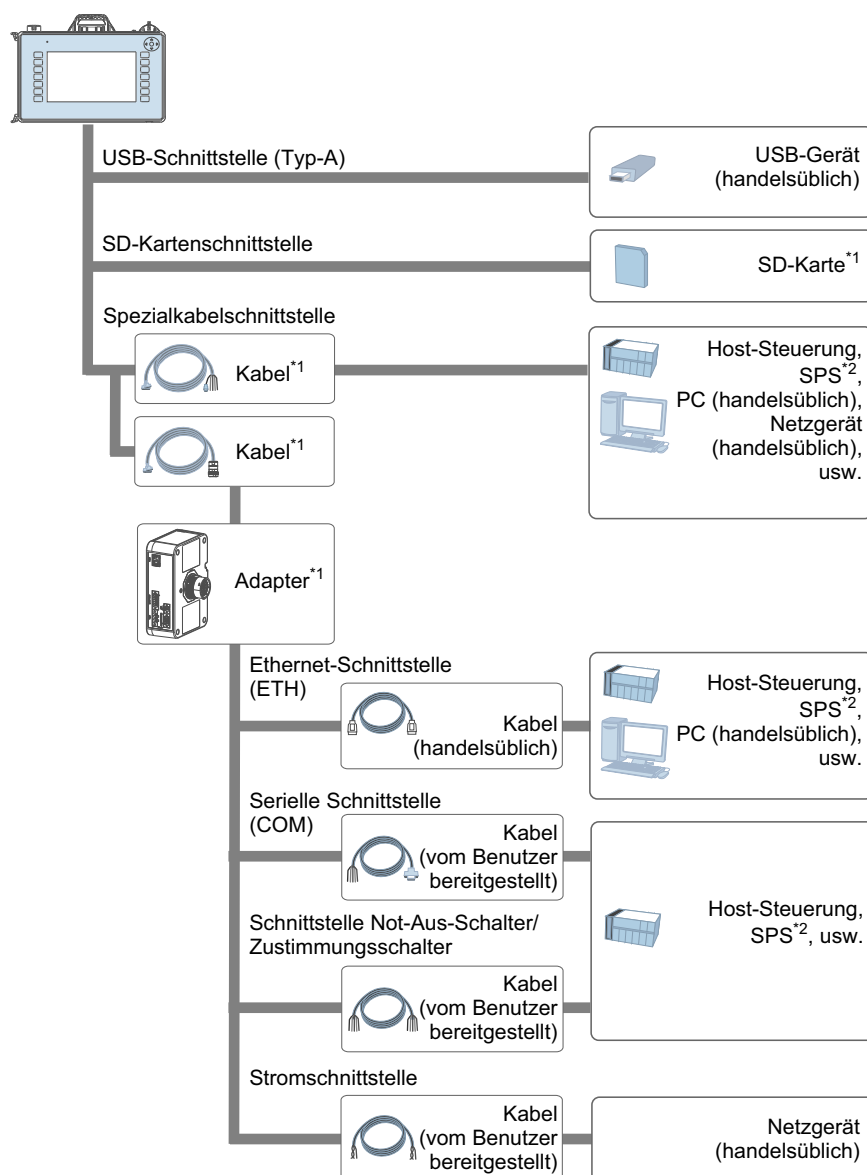 USB-Schnittstelle (Typ-A)
USB-Gerät
(handelsüblich)
SD-Kartenschnittstelle
SD-Karte*1
Spezialkabelschnittstelle
Kabel*1
Host-Steuerung,
SPS*2,
PC (handelsüblich),
Netzgerät
(handelsüblich),
usw.
Kabel*1
Adapter*1
Ethernet-Schnittstelle
(ETH)
Kabel
(handelsüblich)
Host-Steuerung,
SPS*2,
PC (handelsüblich),
usw.
Serielle Schnittstelle
(COM)
Kabel
(vom Benutzer
bereitgestellt)
Host-Steuerung,
SPS*2, usw.
Schnittstelle Not-Aus-Schalter/
Zustimmungsschalter
Kabel
(vom Benutzer
bereitgestellt)
Stromschnittstelle
Kabel
(vom Benutzer
bereitgestellt)
Netzgerät
(handelsüblich)